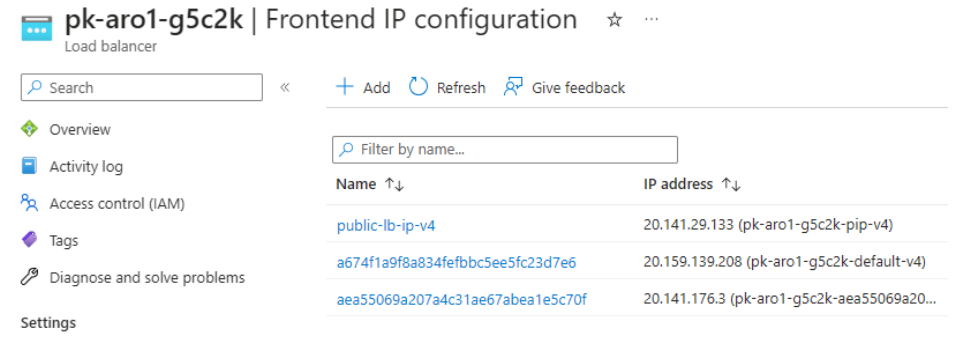 pk-aro1-g5c2k | Frontend IP configuration ☆ ...
Load balancer
Search «
Add Refresh Give feedback
Overview
Activity log
Access control (IAM)
Tags
Diagnose and solve problems
Settings
Filter by name...
Name ↑↓ IP address ↑↓
public-lb-ip-v4 20.141.29.133 (pk-aro1-g5c2k-pip-v4)
a674f1a9f8a834fefbbc5ee5fc23d7e6 20.159.139.208 (pk-aro1-g5c2k-default-v4)
aea55069a207a4c31ae67abea1e5c70f 20.141.176.3 (pk-aro1-g5c2k-aea55069a20...